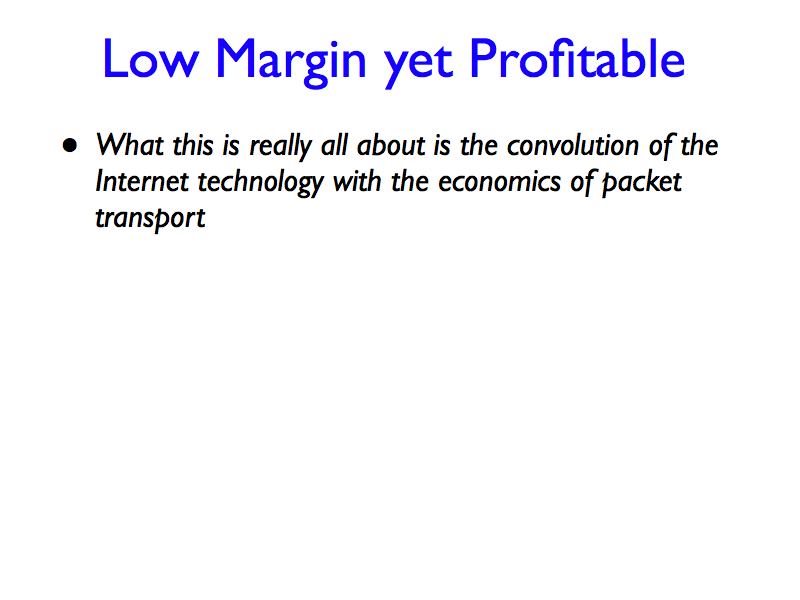 Low Margin yet Profitable
• What this is really all about is the convolution of the
Internet technology with the economics of packet
transport